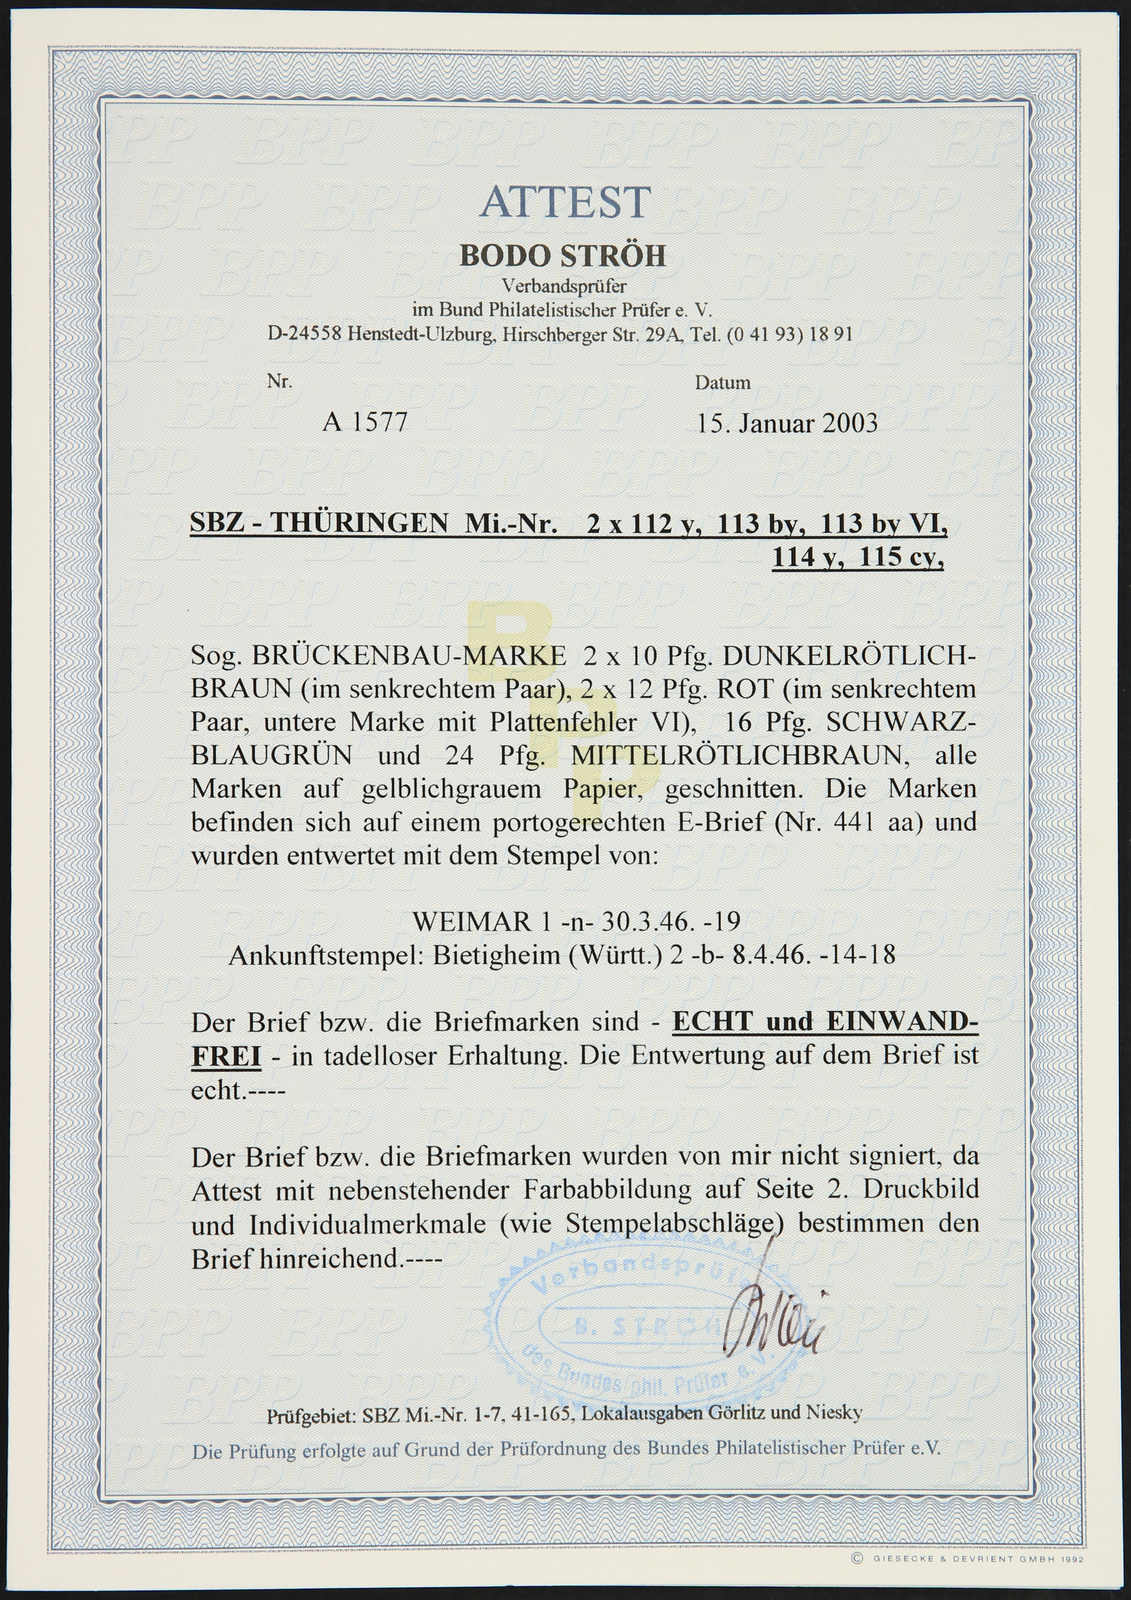 ATTEST
BODO STRÖH
Verbandsprüfer
im Bund Philatelistischer Prüfer e. V.
D-24558 Henstedt-Ulzburg, Hirschberger Str. 29A, Tel. (0 41 93) 18 91
Nr. Datum
A 1577 15. Januar 2003
SBZ - THÜRINGEN Mi.-Nr. 2 x 112 y, 113 by, 113 by VI,
114 y, 115 cy,
BPP
Sog. BRÜCKENBAU-MARKE 2 x 10 Pfg. DUNKELRÖTLICH-
BRAUN (im senkrechtem Paar), 2 x 12 Pfg. ROT (im senkrechtem
Paar, untere Marke mit Plattenfehler VI), 16 Pfg. SCHWARZ-
BLAUGRÜN und 24 Pfg. MITTELRÖTLICHBRAUN, alle
Marken auf gelblichgrauem Papier, geschnitten. Die Marken
befinden sich auf einem portogerechten E-Brief (Nr. 441 aa) und
wurden entwertet mit dem Stempel von:
WEIMAR 1 -n- 30.3.46. -19
Ankunftstempel: Bietigheim (Württ.) 2 -b- 8.4.46. -14-18
Der Brief bzw. die Briefmarken sind - ECHT und EINWAND-
FREI - in tadelloser Erhaltung. Die Entwertung auf dem Brief ist
echt.----
Der Brief bzw. die Briefmarken wurden von mir nicht signiert, da
Attest mit nebenstehender Farbabbildung auf Seite 2. Druckbild
und Individualmerkmale (wie Stempelabschläge) bestimmen den
Brief hinreichend.----
Verbandsprüfer
B. STRÖH
des Bundes phil. Prüfer e.V.
Prüfgebiet: SBZ Mi.-Nr. 1-7, 41-165, Lokalausgaben Görlitz und Niesky
Die Prüfung erfolgte auf Grund der Prüfordnung des Bundes Philatelistischer Prüfer e.V.
© GIESECKE & DEVRIENT GMBH 1992